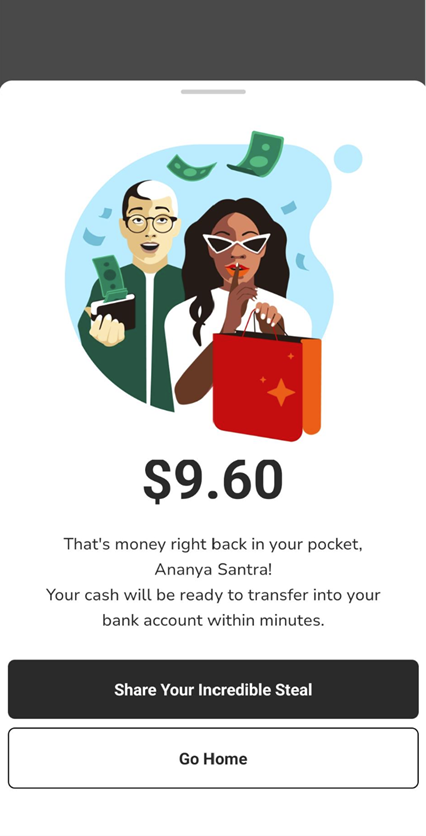 $9.60
That's money right back in your pocket,
Ananya Santra!
Your cash will be ready to transfer into your
bank account within minutes.
Share Your Incredible Steal
Go Home